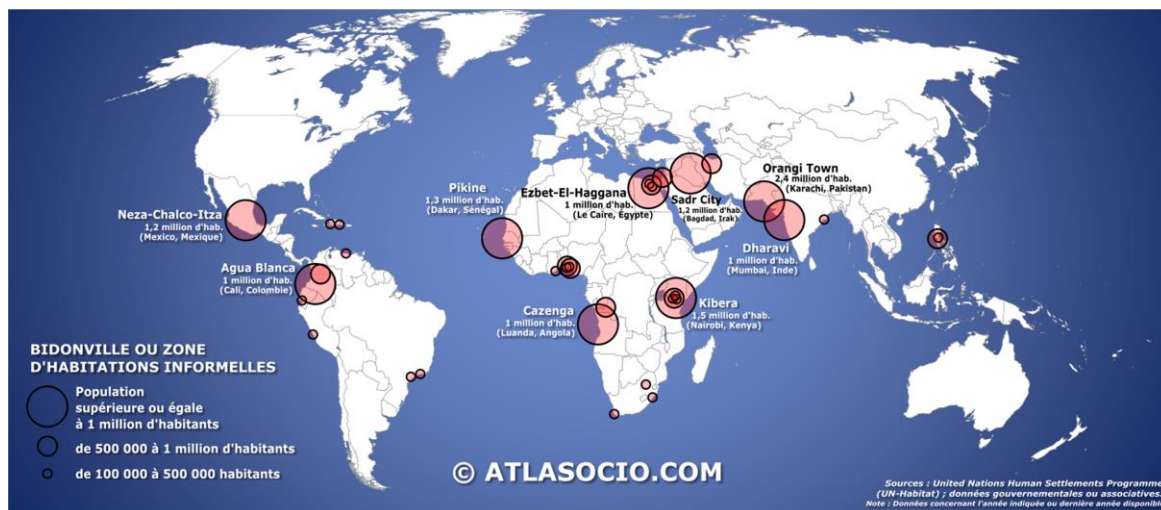 Neza-Chalco-Itza
1,2 million d'hab.
(Mexico, Mexique)
Agua Blanca
1 million d'hab.
(Cali, Colombie)
Pikine
1,3 million d'hab.
(Dakar, Sénégal)
Ezbet-El-Haggana
1 million d'hab.
(Le Caire, Égypte)
Sadr City
1,2 million d'hab.
(Bagdad, Irak)
Orangi Town
2,4 million d'hab.
(Karachi, Pakistan)
Dharavi
1 million d'hab.
(Mumbai, Inde)
Cazenga
1 million d'hab.
(Luanda, Angola)
Kibera
1,5 million d'hab.
(Nairobi, Kenya)
BIDONVILLE OU ZONE
D'HABITATIONS INFORMELLES
Population
supérieure ou égale
à 1 million d'habitants
de 500 000 à 1 million d'habitants
de 100 000 à 500 000 habitants
© ATLASOCIO.COM
Sources : United Nations Human Settlements Programme
(UN-Habitat) ; données gouvernementales ou associatives.
Note : Données concernant l'année indiquée ou dernière année disponible